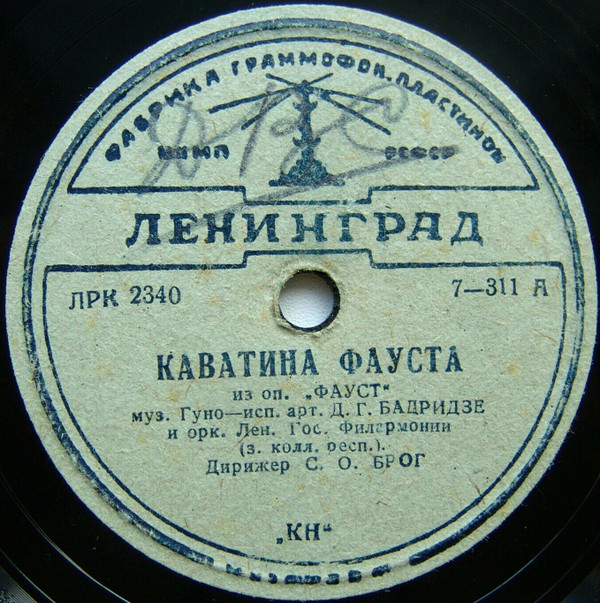 ФАБРИКА ГРАММОФОН. ПЛАСТИНОК
НКМП РСФСР
ДВС
ЛЕНИНГРАД
ЛРК 2340 7—311 А
КАВАТИНА ФАУСТА
из оп. „ФАУСТ“
муз. Гуно—исп. арт. Д. Г. БАДРИДЗЕ
и орк. Лен. Гос. Филармонии
(з. колл. респ.).
Дирижер С. О. БРОГ
„КН“